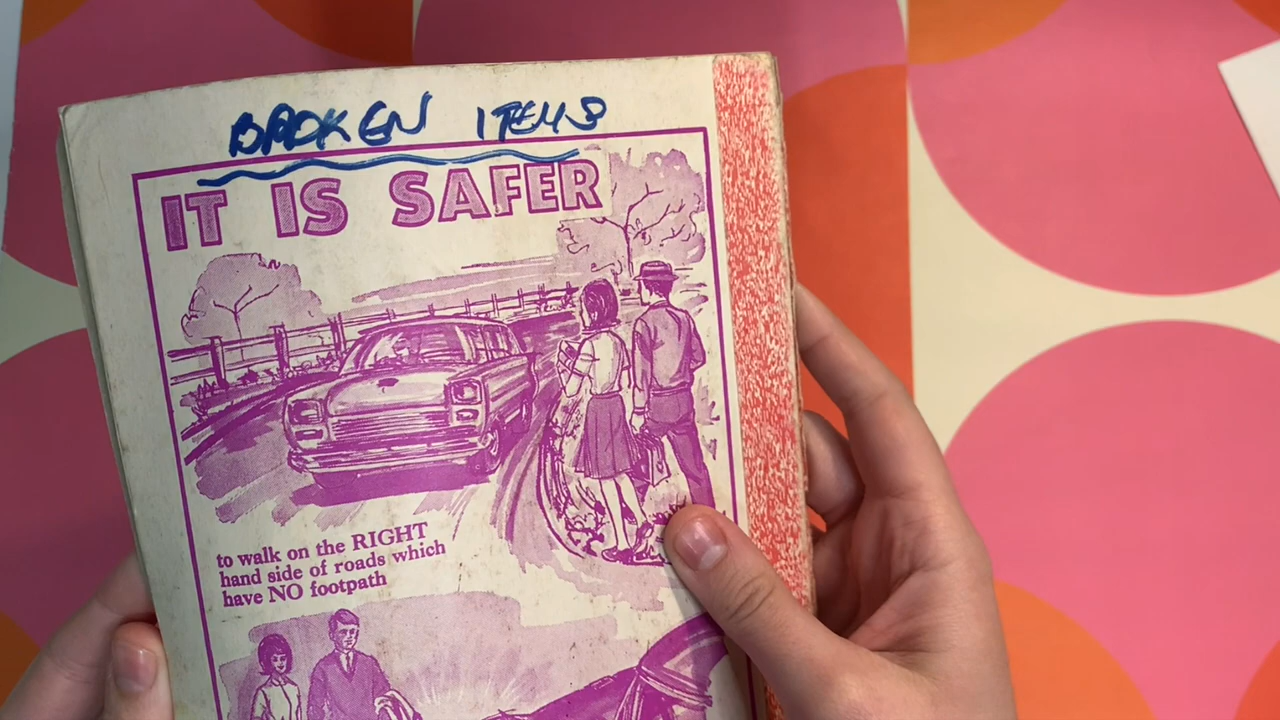 BROKEN ITEMS
IT IS SAFER
to walk on the RIGHT
hand side of roads which
have NO footpath